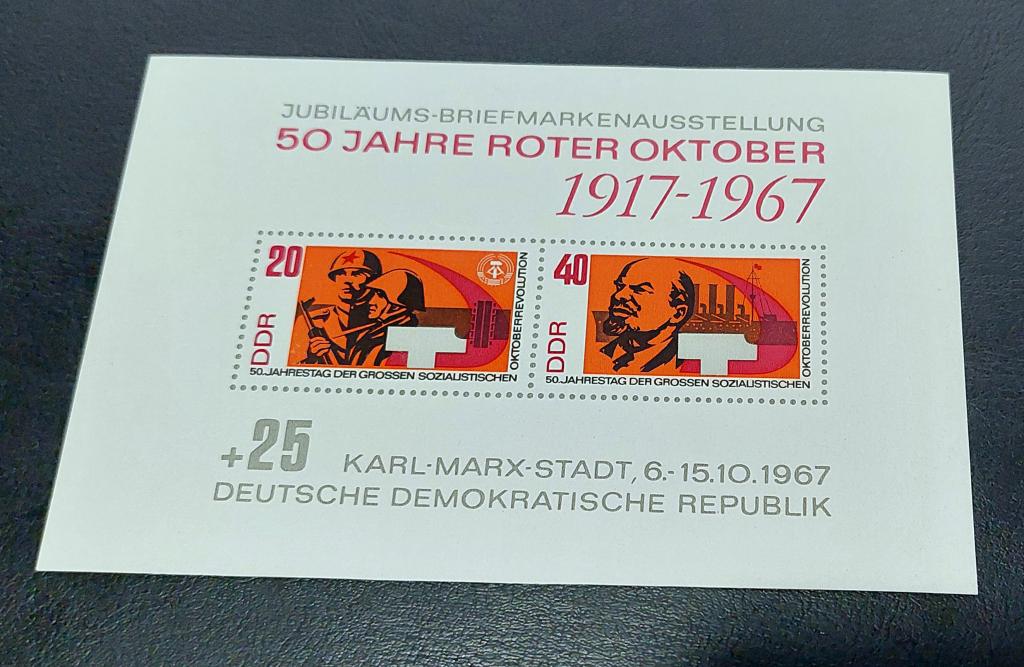 JUBILÄUMS-BRIEFMARKENAUSSTELLUNG
50 JAHRE ROTER OKTOBER
1917-1967
20
DDR
50. JAHRESTAG DER GROSSEN SOZIALISTISCHEN
OKTOBERREVOLUTION
40
DDR
50. JAHRESTAG DER GROSSEN SOZIALISTISCHEN
OKTOBERREVOLUTION
+25
KARL-MARX-STADT, 6.-15.10.1967
DEUTSCHE DEMOKRATISCHE REPUBLIK